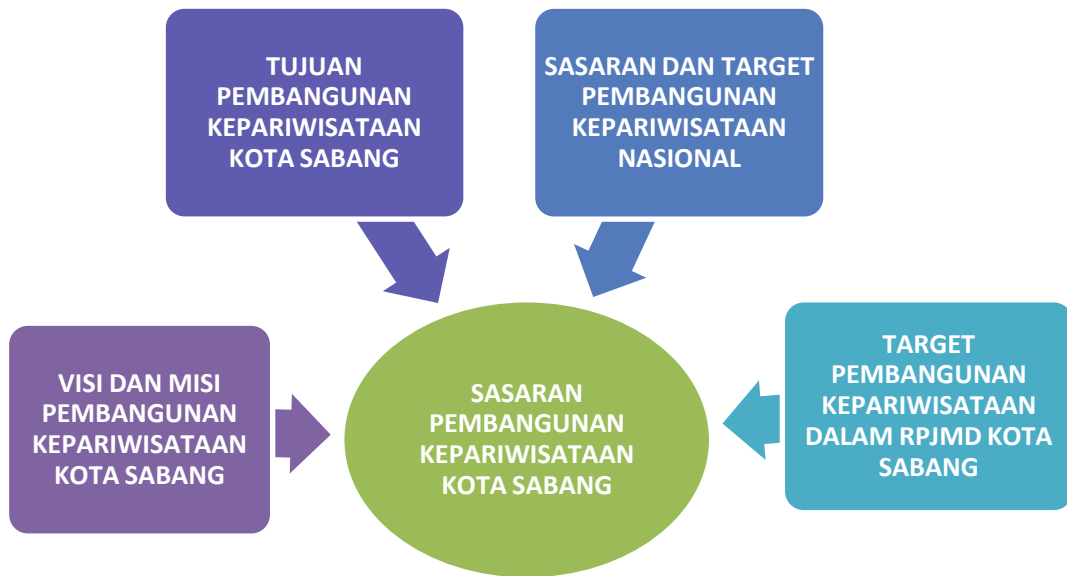 TUJUAN
PEMBANGUNAN
KEPARIWISATAAN
KOTA SABANG
SASARAN DAN TARGET
PEMBANGUNAN
KEPARIWISATAAN
NASIONAL
VISI DAN MISI
PEMBANGUNAN
KEPARIWISATAAN
KOTA SABANG
SASARAN
PEMBANGUNAN
KEPARIWISATAAN
KOTA SABANG
TARGET
PEMBANGUNAN
KEPARIWISATAAN
DALAM RPJMD KOTA
SABANG